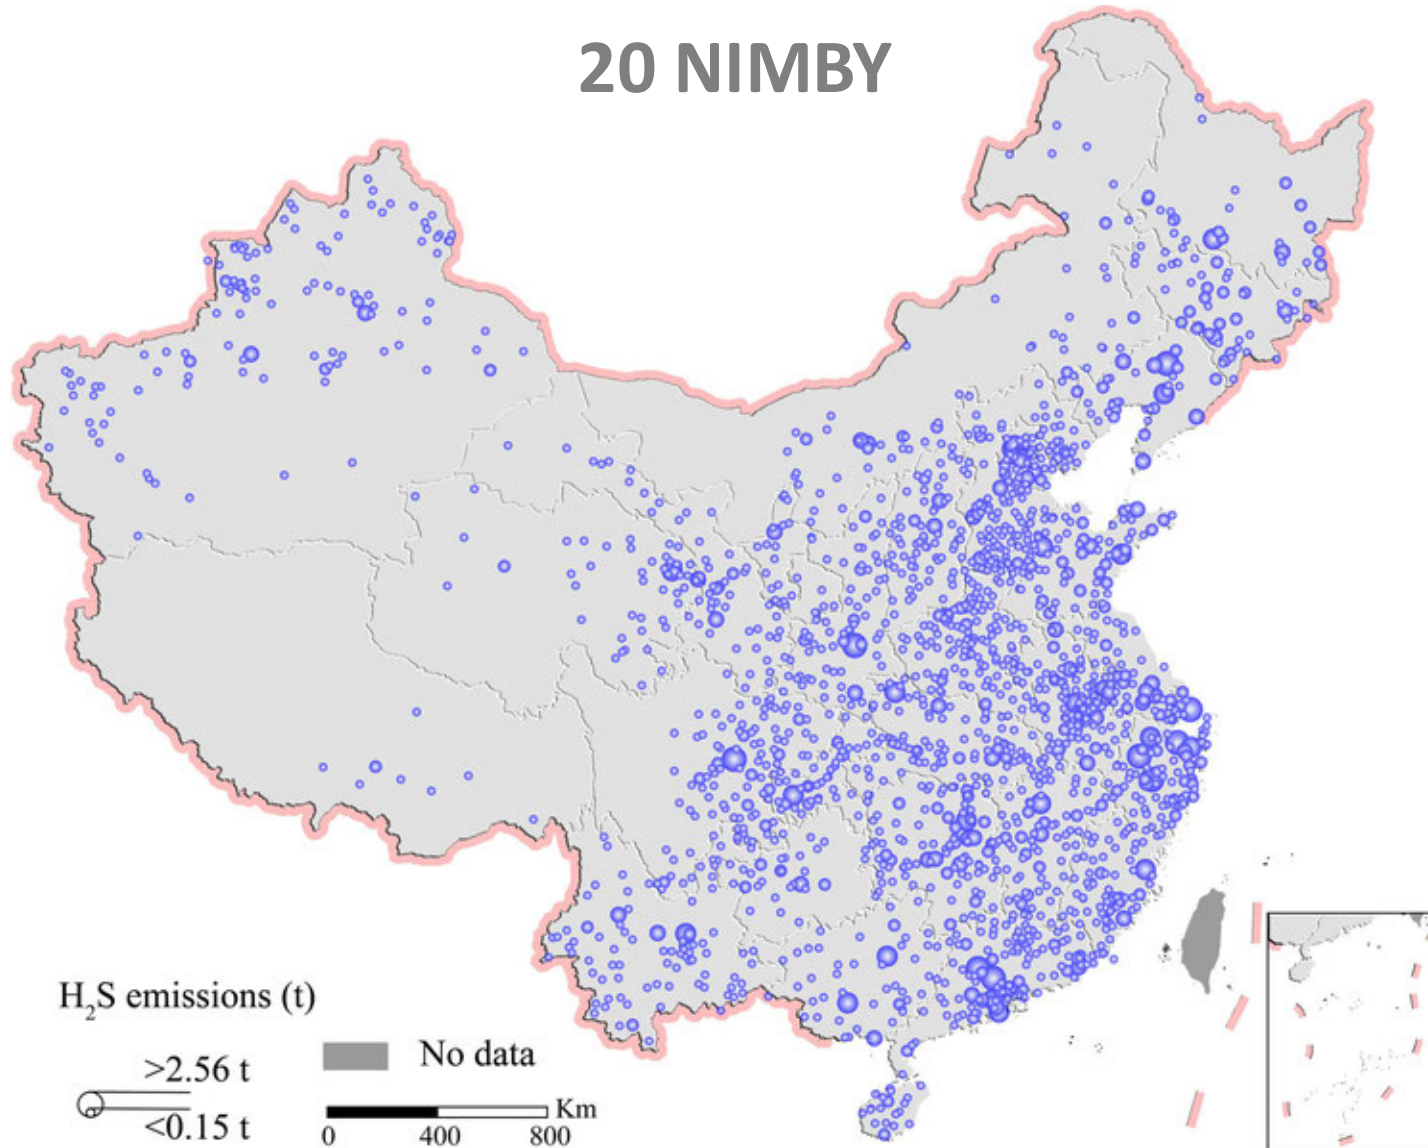 20 NIMBY
H₂S emissions (t)
>2.56 t
<0.15 t
No data
Km
0 400 800